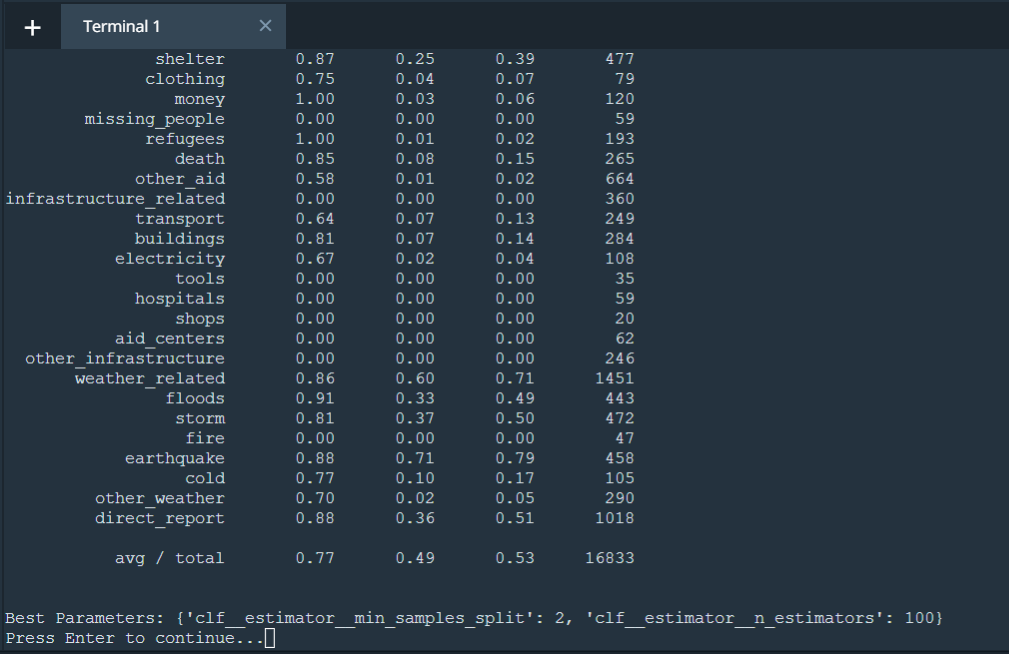 + Terminal 1 ×
shelter 0.87 0.25 0.39 477
clothing 0.75 0.04 0.07 79
money 1.00 0.03 0.06 120
missing_people 0.00 0.00 0.00 59
refugees 1.00 0.01 0.02 193
death 0.85 0.08 0.15 265
other_aid 0.58 0.01 0.02 664
infrastructure_related 0.00 0.00 0.00 360
transport 0.64 0.07 0.13 249
buildings 0.81 0.07 0.14 284
electricity 0.67 0.02 0.04 108
tools 0.00 0.00 0.00 35
hospitals 0.00 0.00 0.00 59
shops 0.00 0.00 0.00 20
aid_centers 0.00 0.00 0.00 62
other_infrastructure 0.00 0.00 0.00 246
weather_related 0.86 0.60 0.71 1451
floods 0.91 0.33 0.49 443
storm 0.81 0.37 0.50 472
fire 0.00 0.00 0.00 47
earthquake 0.88 0.71 0.79 458
cold 0.77 0.10 0.17 105
other_weather 0.70 0.02 0.05 290
direct_report 0.88 0.36 0.51 1018
avg / total 0.77 0.49 0.53 16833
Best Parameters: {'clf__estimator__min_samples_split': 2, 'clf__estimator__n_estimators': 100}
Press Enter to continue...